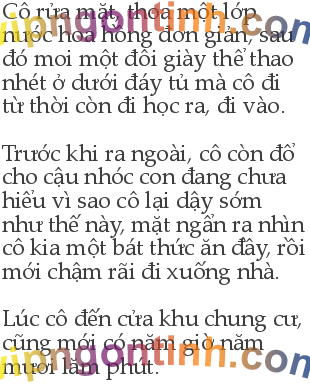 Cô rửa mặt, thoa một lớp
nước hoa hồng đơn giản, sau
đó moi một đôi giày thể thao
nhét ở dưới đáy tủ mà cô đi
từ thời còn đi học ra, đi vào.
Trước khi ra ngoài, cô còn đổ
cho cậu nhóc con đang chưa
hiểu vì sao cô lại dậy sớm
như thế này, mặt ngẩn ra nhìn
cô kia một bát thức ăn đầy, rồi
mới chậm rãi đi xuống nhà.
Lúc cô đến cửa khu chung cư,
cũng mới có năm giờ năm
mươi lăm phút.
vipngontinh.com
vipngontinh.com